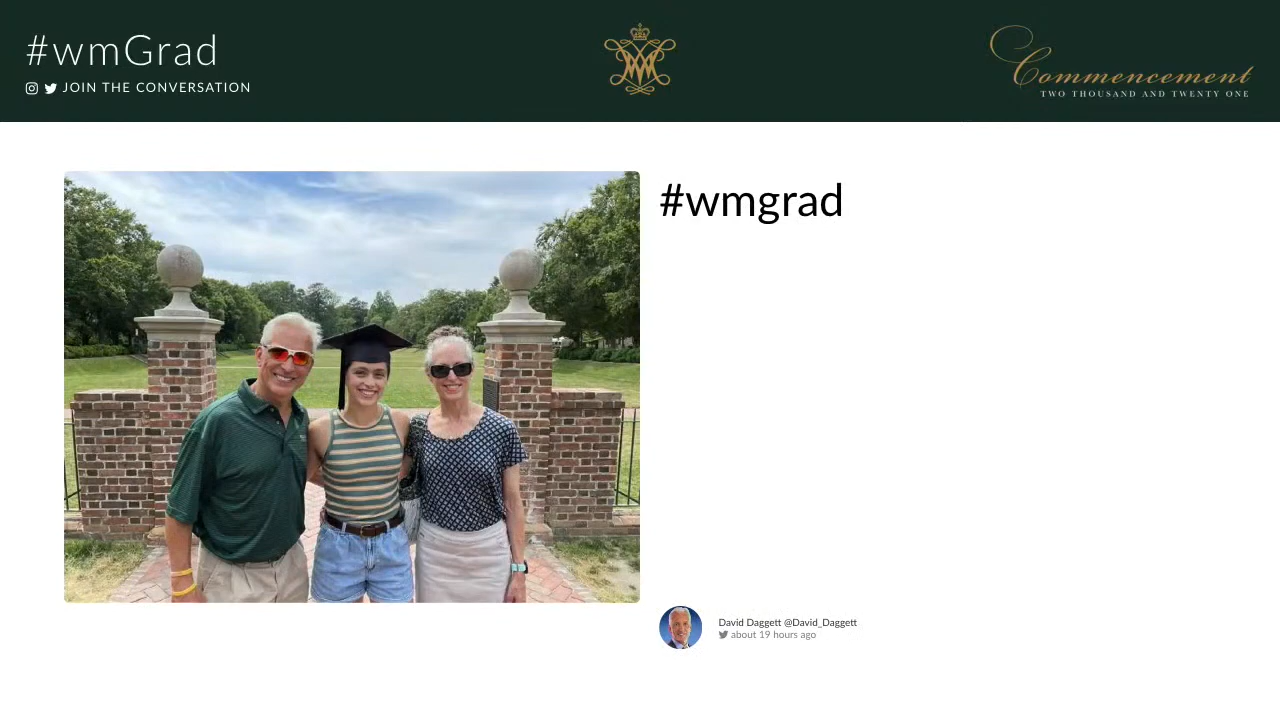 #wmGrad
JOIN THE CONVERSATION
Commencement
TWO THOUSAND AND TWENTY ONE
#wmgrad
David Daggett @David_Daggett
about 19 hours ago